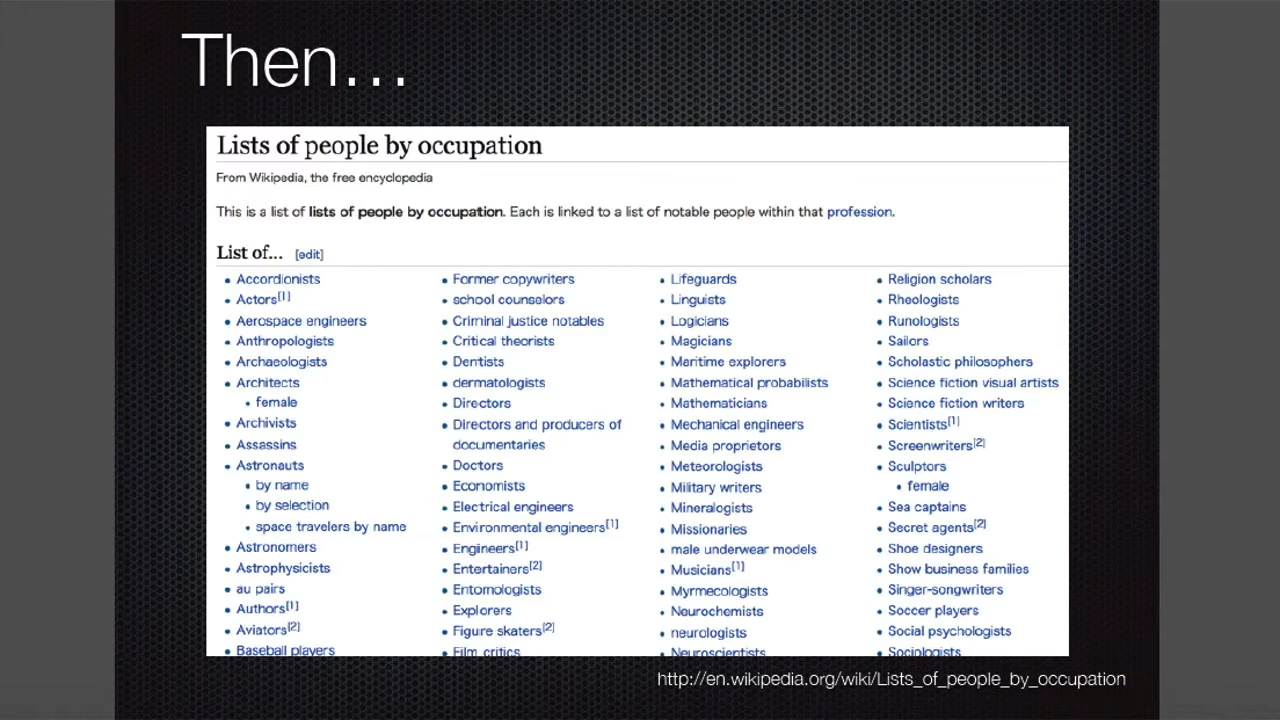 Then...
Lists of people by occupation
From Wikipedia, the free encyclopedia
This is a list of lists of people by occupation. Each is linked to a list of notable people within that profession.
List of... [edit]
Accordionists
Actors[1]
Aerospace engineers
Anthropologists
Archaeologists
Architects
female
Archivists
Assassins
Astronauts
by name
by selection
space travelers by name
Astronomers
Astrophysicists
au pairs
Authors[1]
Aviators[2]
Baseball players
Former copywriters
school counselors
Criminal justice notables
Critical theorists
Dentists
dermatologists
Directors
Directors and producers of
documentaries
Doctors
Economists
Electrical engineers
Environmental engineers[1]
Engineers[1]
Entertainers[2]
Entomologists
Explorers
Figure skaters[2]
Film critics
Lifeguards
Linguists
Logicians
Magicians
Maritime explorers
Mathematical probabilists
Mathematicians
Mechanical engineers
Media proprietors
Meteorologists
Military writers
Mineralogists
Missionaries
male underwear models
Musicians[1]
Myrmecologists
Neurochemists
neurologists
Neuroscientists
Religion scholars
Rheologists
Runologists
Sailors
Scholastic philosophers
Science fiction visual artists
Science fiction writers
Scientists[1]
Screenwriters[2]
Sculptors
female
Sea captains
Secret agents[2]
Shoe designers
Show business families
Singer-songwriters
Soccer players
Social psychologists
Sociologists
http://en.wikipedia.org/wiki/Lists_of_people_by_occupation